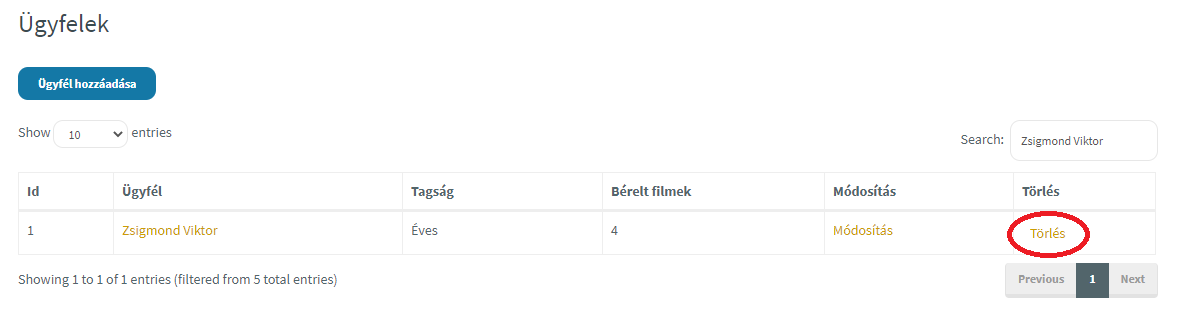 Ügyfelek
Ügyfél hozzáadása
Show 10 entries
Search: Zsigmond Viktor
Id Ügyfél Tagság Bérelt filmek Módosítás Törlés
1 Zsigmond Viktor Éves 4 Módosítás Törlés
Showing 1 to 1 of 1 entries (filtered from 5 total entries)
Previous 1 Next